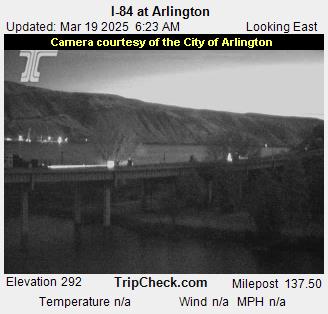 I-84 at Arlington
Updated: Mar 19 2025 6:23 AM Looking East
Camera courtesy of the City of Arlington
Elevation 292 TripCheck.com Milepost 137.50
Temperature n/a Wind n/a MPH n/a